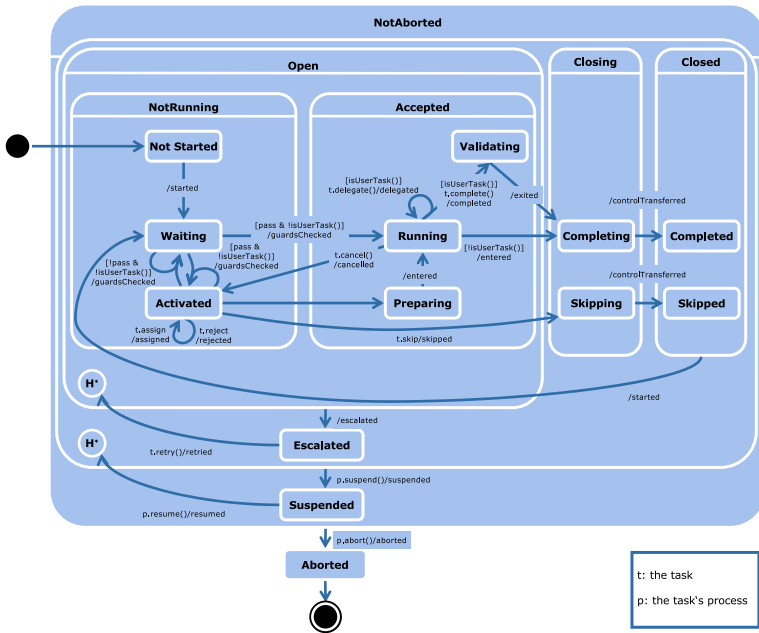 NotAborted
Open
Closing
Closed
NotRunning
Accepted
Not Started
Validating
/started
[isUserTask()]
t.delegate()/delegated
[isUserTask()]
t.complete()
/completed
/exited
/controlTransferred
[pass & !isUserTask()]
/guardsChecked
Waiting
Running
[!isUserTask()]
/entered
Completing
Completed
[!pass &
!isUserTask()]
/guardsChecked
[pass &
!isUserTask()]
/guardsChecked
t.cancel()
/cancelled
/entered
/controlTransferred
Activated
Preparing
Skipping
Skipped
t.assign
/assigned
t.reject
/rejected
t.skip/skipped
H*
/started
/escalated
H*
Escalated
t.retry()/retried
p.suspend()/suspended
Suspended
p.resume()/resumed
p.abort()/aborted
Aborted
t: the task
p: the task's process